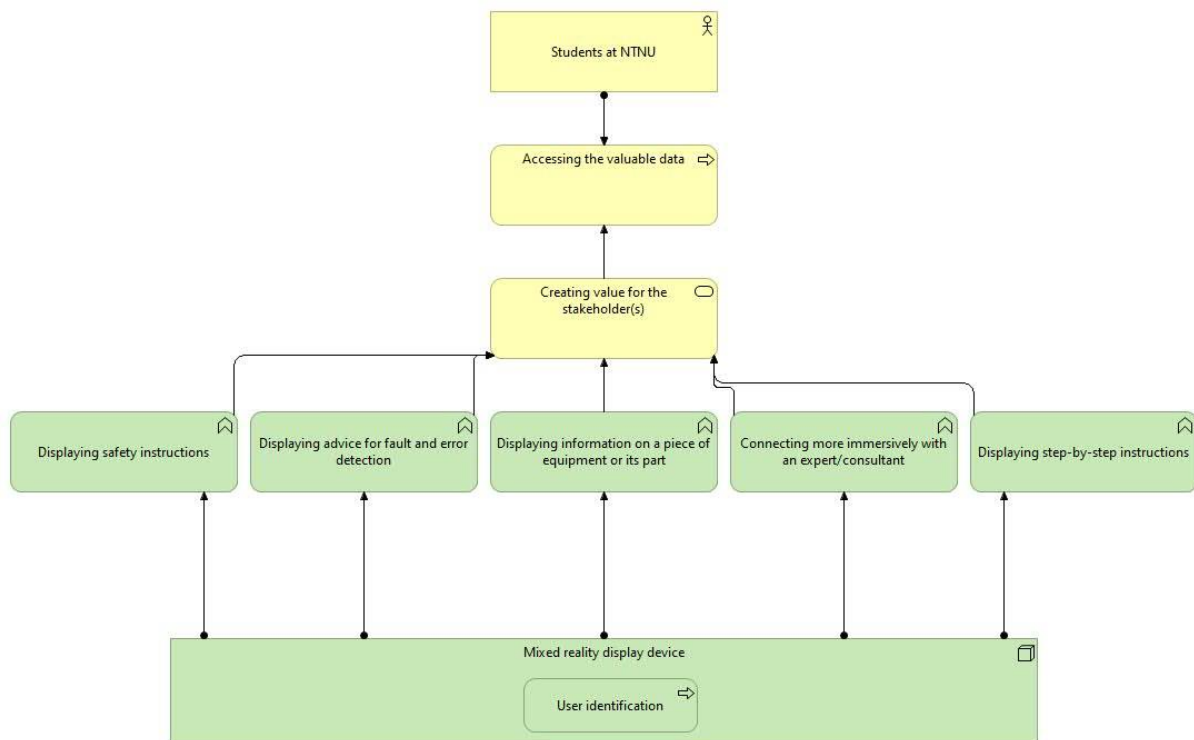 Students at NTNU
Accessing the valuable data
Creating value for the
stakeholder(s)
Displaying safety instructions
Displaying advice for fault and error
detection
Displaying information on a piece of
equipment or its part
Connecting more immersively with
an expert/consultant
Displaying step-by-step instructions
Mixed reality display device
User identification